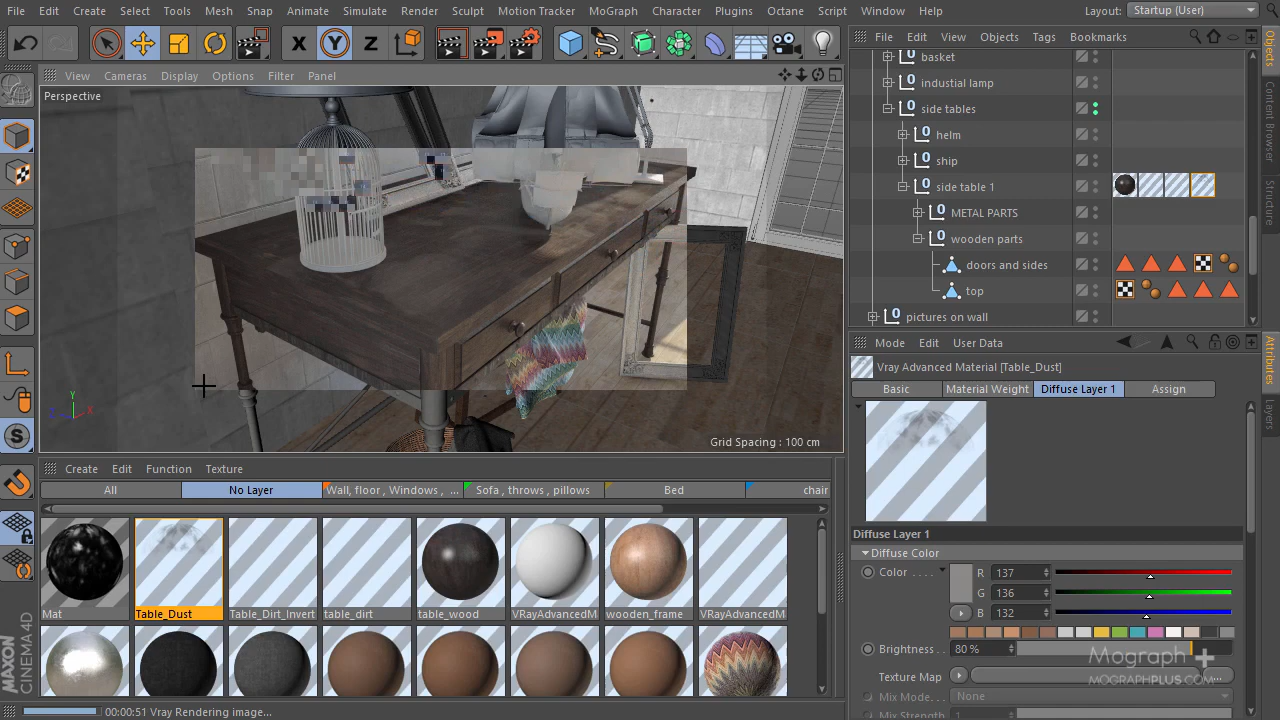 File Edit Create Selection Tools Mesh Snap Animate Simulate Render Sculpt Motion Tracker MoGraph Character Plugins Octane Script Window Help
Layout: Startup (User)
X Y Z
View Cameras Display Options Filter Panel
Perspective
Y
X
Grid Spacing : 100 cm
File Edit View Objects Tags Bookmarks
basket
industial lamp
side tables
helm
ship
side table 1
METAL PARTS
wooden parts
doors and sides
top
pictures on wall
Objects
Content Browser
Structure
Mode Edit User Data
Vray Advanced Material [Table_Dust]
Basic Material Weight Diffuse Layer 1 Assign
Diffuse Layer 1
Diffuse Color
Color . . . . R 137
G 136
B 132
Brightness . . 80 %
Texture Map
Mix Mode. . None
Mix Strength 1
Attributes
Layers
Mograph +
MOGRAPHPLUS.COM
Create Edit Function Texture
All No Layer Wall, floor , Windows , ... Sofa , throws , pillows Bed chair
Mat Table_Dust Table_Dirt_Invert table_dirt table_wood VRayAdvancedM wooden_frame VRayAdvancedM
MAXON
CINEMA 4D
00:00:51 Vray Rendering image...